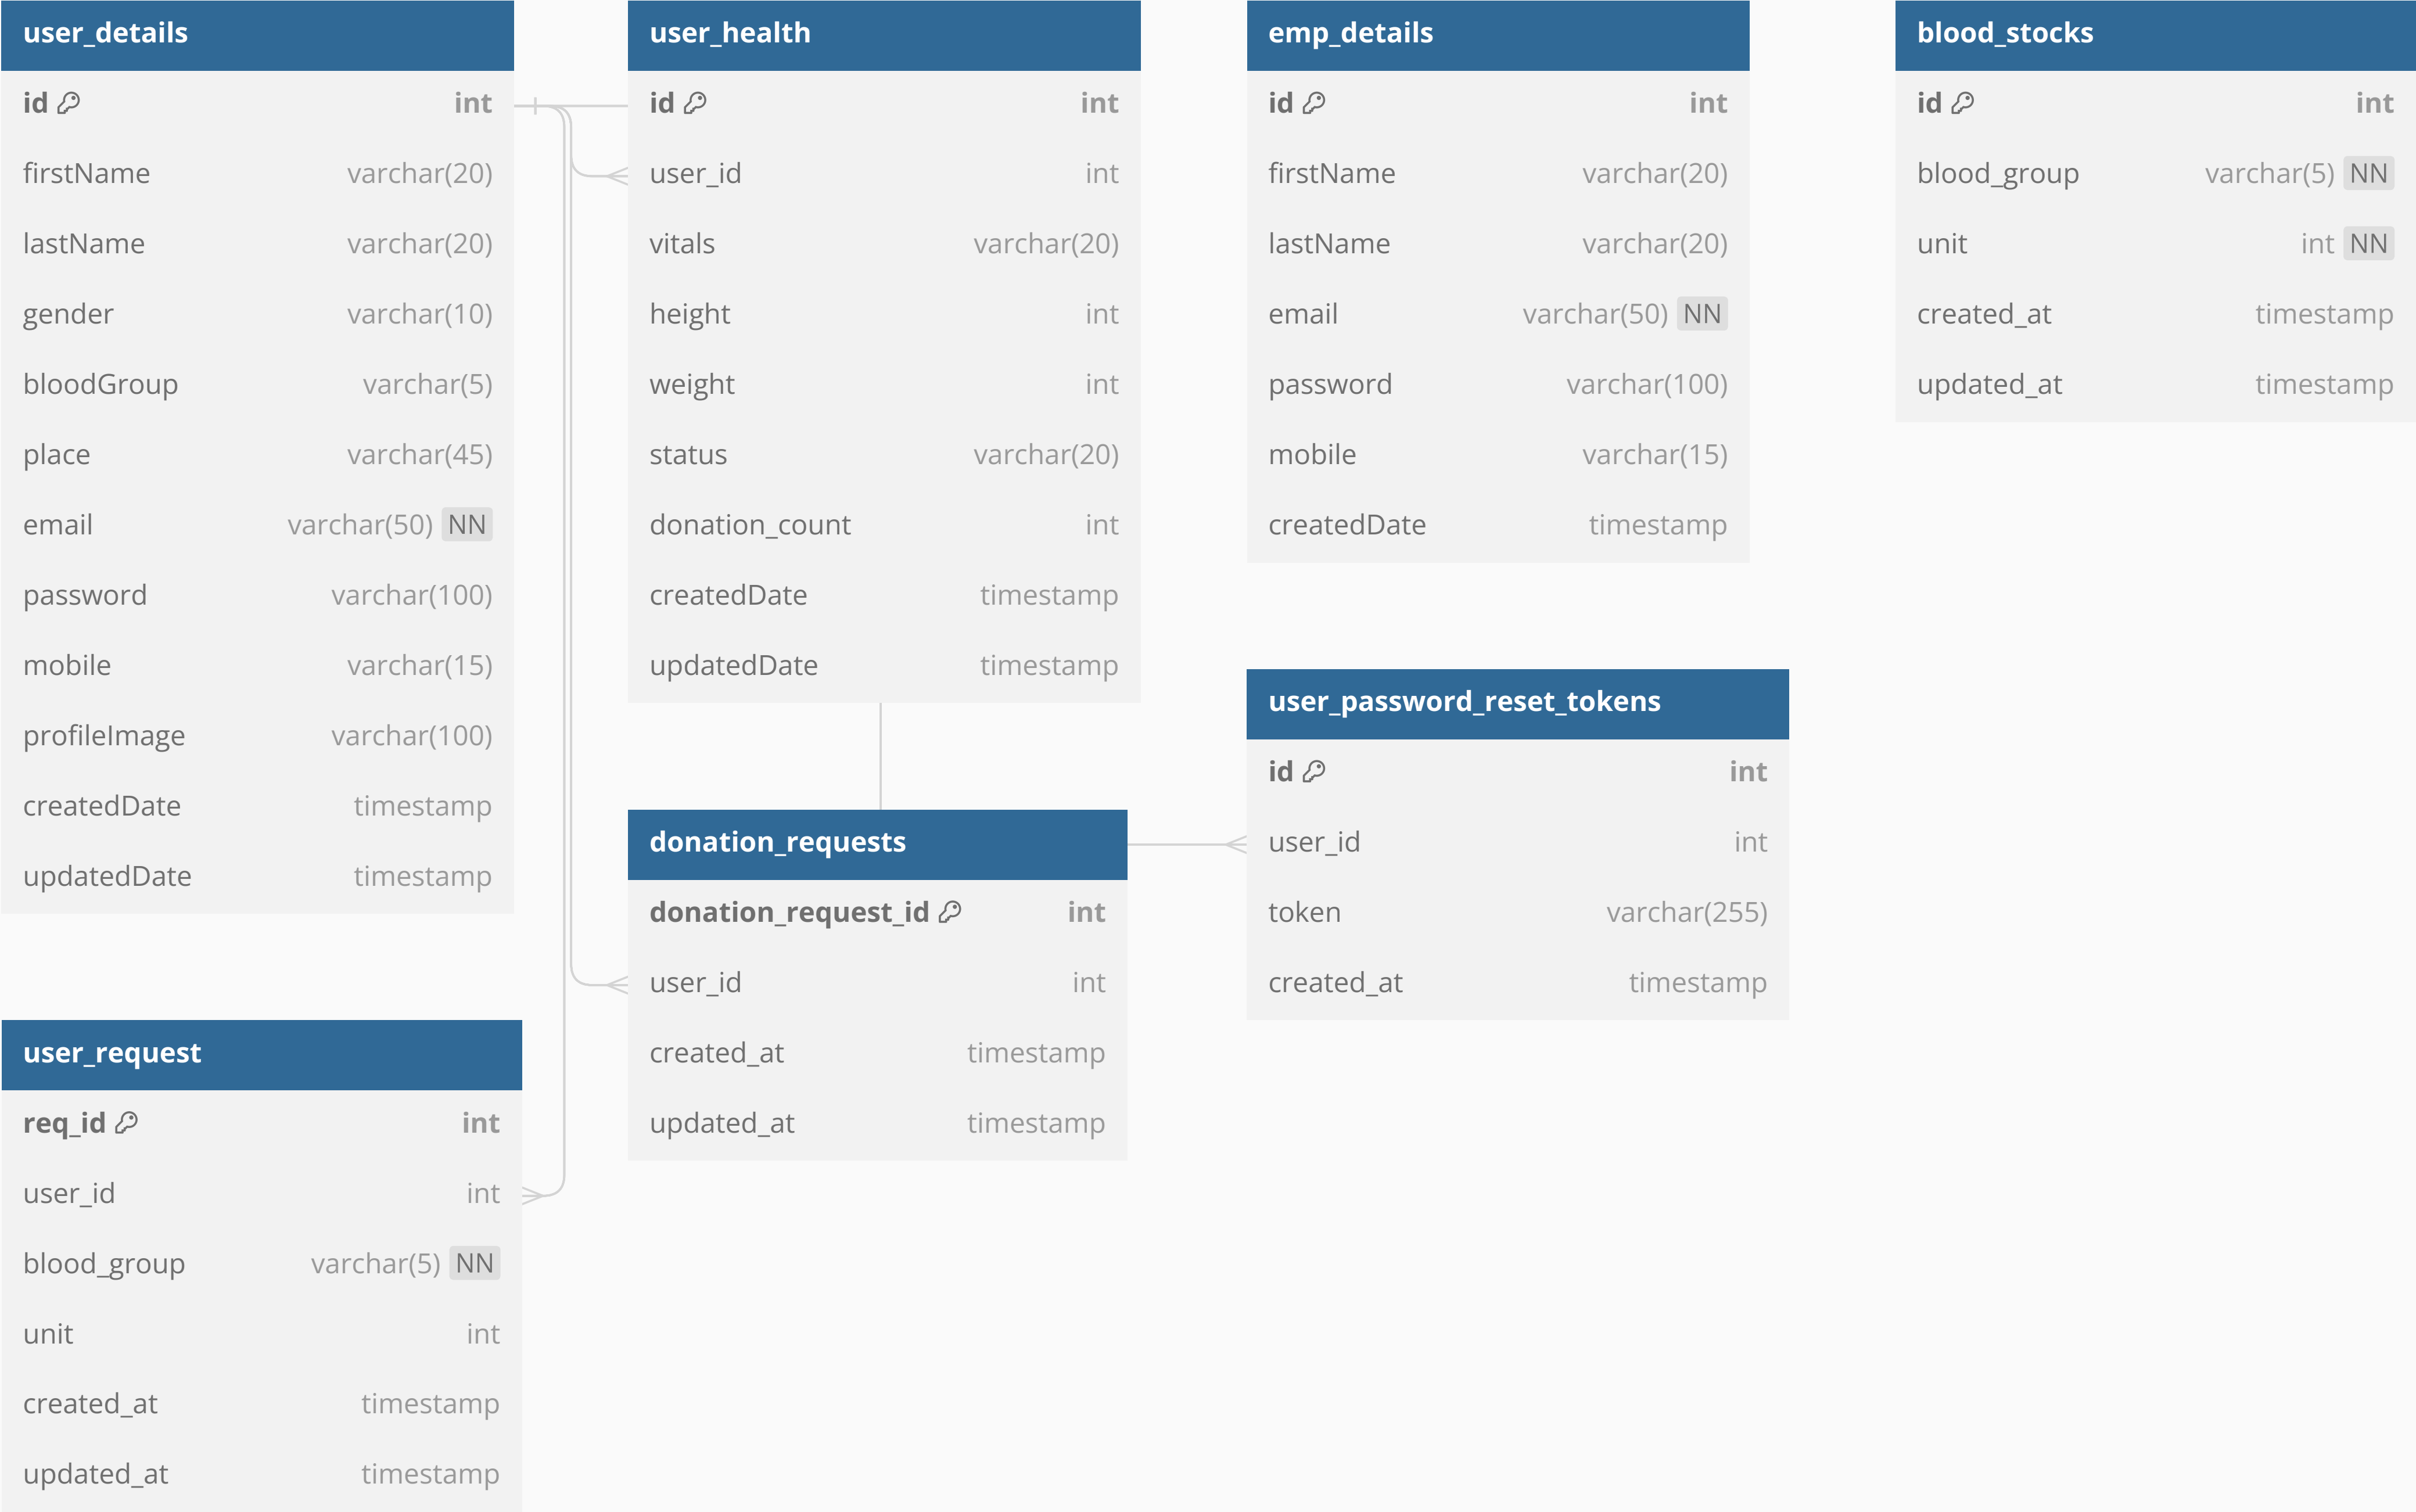 user_details
id int
firstName varchar(20)
lastName varchar(20)
gender varchar(10)
bloodGroup varchar(5)
place varchar(45)
email varchar(50) NN
password varchar(100)
mobile varchar(15)
profileImage varchar(100)
createdDate timestamp
updatedDate timestamp
user_request
req_id int
user_id int
blood_group varchar(5) NN
unit int
created_at timestamp
updated_at timestamp
user_health
id int
user_id int
vitals varchar(20)
height int
weight int
status varchar(20)
donation_count int
createdDate timestamp
updatedDate timestamp
donation_requests
donation_request_id int
user_id int
created_at timestamp
updated_at timestamp
emp_details
id int
firstName varchar(20)
lastName varchar(20)
email varchar(50) NN
password varchar(100)
mobile varchar(15)
createdDate timestamp
user_password_reset_tokens
id int
user_id int
token varchar(255)
created_at timestamp
blood_stocks
id int
blood_group varchar(5) NN
unit int NN
created_at timestamp
updated_at timestamp